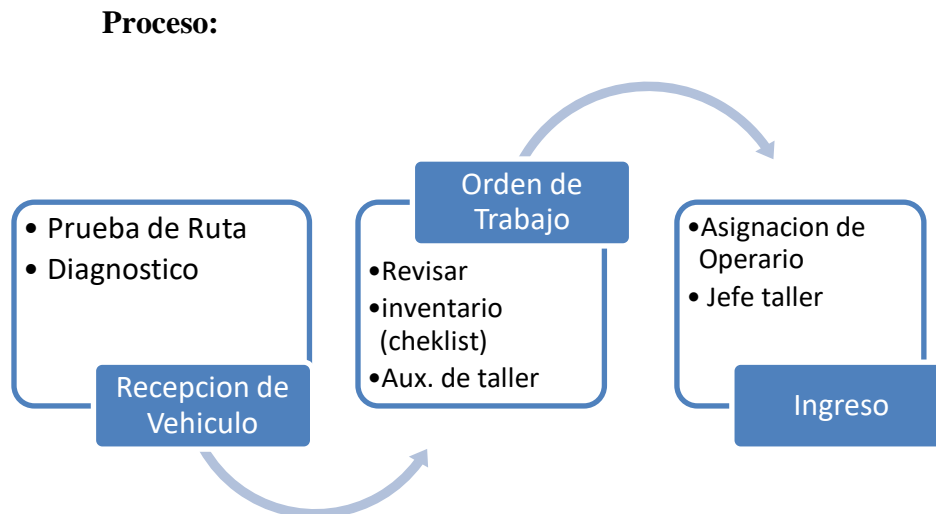 Proceso:
• Prueba de Ruta
• Diagnostico
Recepcion de
Vehiculo
Orden de
Trabajo
•Revisar
•inventario
(cheklist)
•Aux. de taller
•Asignacion de
Operario
• Jefe taller
Ingreso